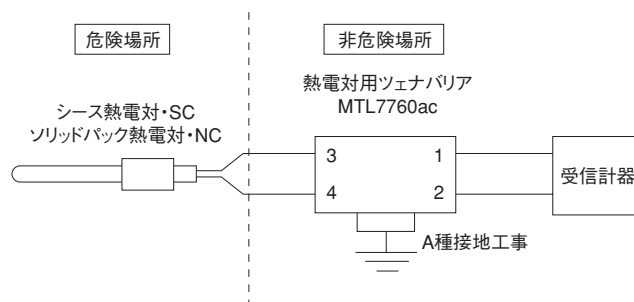 危険場所
非危険場所
熱電対用ツェナバリア
MTL7760ac
シース熱電対・SC
ソリッドパック熱電対・NC
3
1
4
2
受信計器
A種接地工事